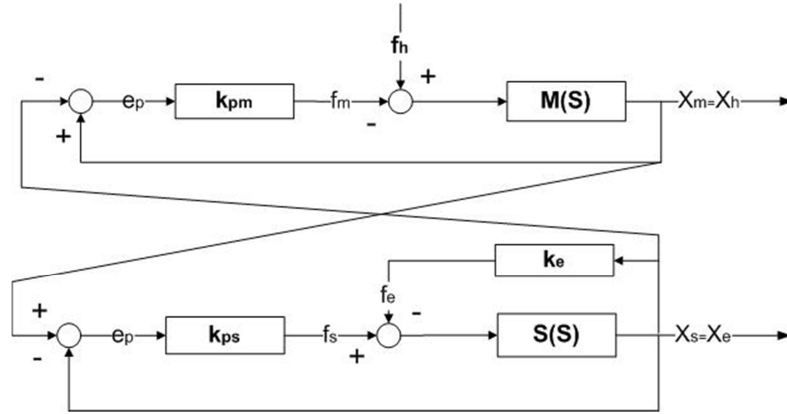 fh
-
+
ep
kpm
fm
-
M(S)
Xm=Xh
+
ke
fe
+
-
ep
kps
fs
S(S)
Xs=Xe
-
+